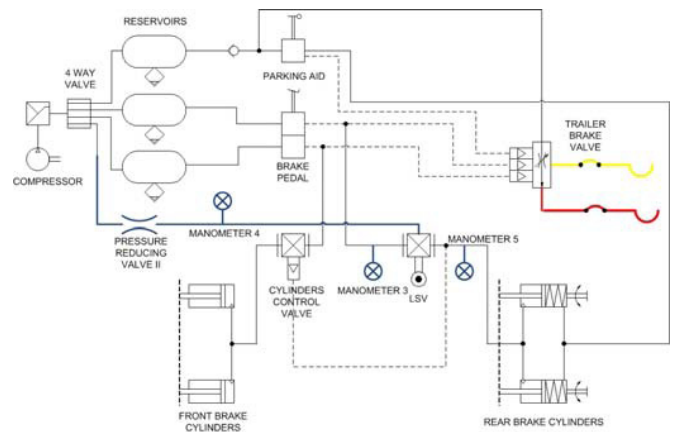 RESERVOIRS
4 WAY
VALVE
PARKING AID
TRAILER
BRAKE
VALVE
COMPRESSOR
BRAKE
PEDAL
PRESSURE
REDUCING
VALVE II
MANOMETER 4
MANOMETER 5
CYLINDERS
CONTROL
VALVE
MANOMETER 3
LSV
FRONT BRAKE
CYLINDERS
REAR BRAKE CYLINDERS